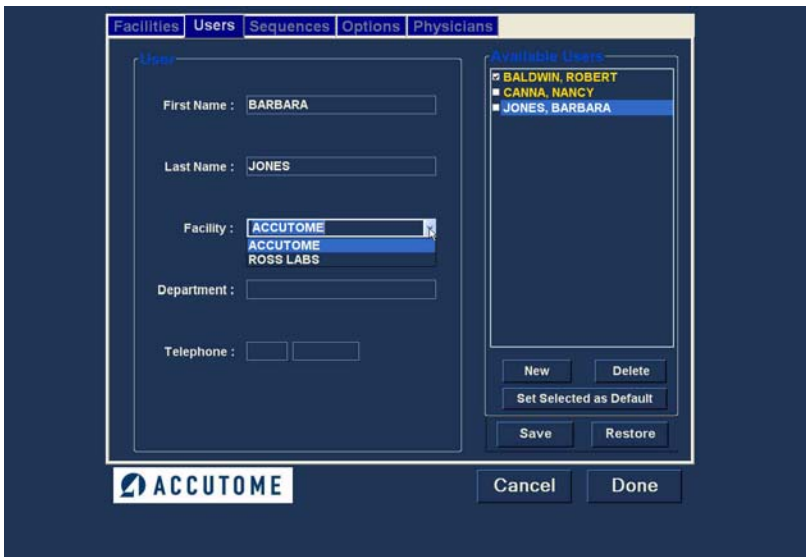 Facilities Users Sequences Options Physicians
User
First Name : BARBARA
Last Name : JONES
Facility : ACCUTOME
ACCUTOME
ROSS LABS
Department :
Telephone :
Available Users
BALDWIN, ROBERT
CANNA, NANCY
JONES, BARBARA
New Delete
Set Selected as Default
Save Restore
ACCUTOME
Cancel Done